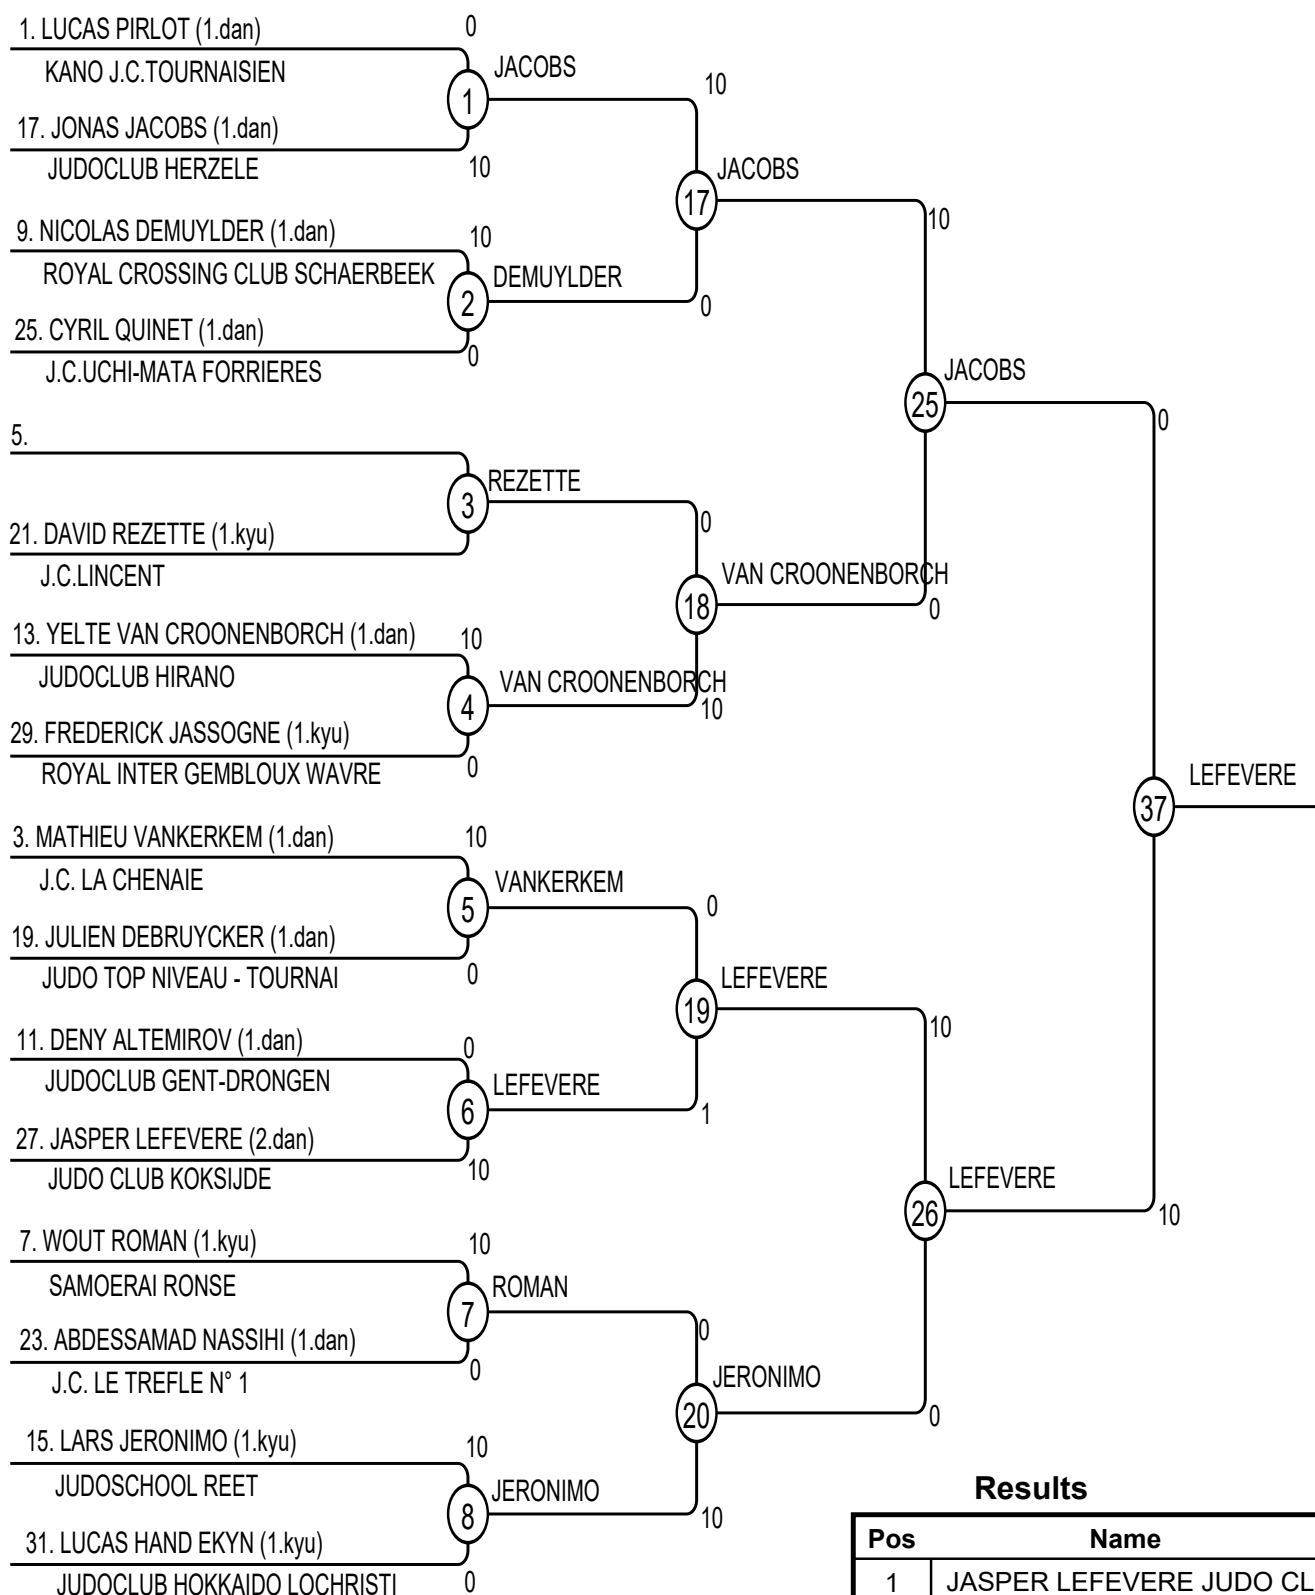 1. LUCAS PIRLOT (1.dan)
0
KANO J.C.TOURNAISIEN
1
JACOBS
10
17. JONAS JACOBS (1.dan)
JUDOCLUB HERZELE
10
17
JACOBS
10
9. NICOLAS DEMUYLDER (1.dan)
10
ROYAL CROSSING CLUB SCHAERBEEK
2
DEMUYLDER
0
25. CYRIL QUINET (1.dan)
0
J.C.UCHI-MATA FORRIERES
25
JACOBS
0
5.
3
REZETTE
0
21. DAVID REZETTE (1.kyu)
J.C.LINCENT
18
VAN CROONENBORCH
0
13. YELTE VAN CROONENBORCH (1.dan)
10
JUDOCLUB HIRANO
4
VAN CROONENBORCH
10
29. FREDERICK JASSOGNE (1.kyu)
0
ROYAL INTER GEMBLOUX WAVRE
37
LEFEVERE
3. MATHIEU VANKERKEM (1.dan)
10
J.C. LA CHENAIE
5
VANKERKEM
0
19. JULIEN DEBRUYCKER (1.dan)
0
JUDO TOP NIVEAU - TOURNAI
19
LEFEVERE
10
11. DENY ALTEMIROV (1.dan)
0
JUDOCLUB GENT-DRONGEN
6
LEFEVERE
1
27. JASPER LEFEVERE (2.dan)
10
JUDO CLUB KOKSIJDE
26
LEFEVERE
10
7. WOUT ROMAN (1.kyu)
10
SAMOERAI RONSE
7
ROMAN
0
23. ABDESSAMAD NASSIHI (1.dan)
0
J.C. LE TREFLE N° 1
20
JERONIMO
0
15. LARS JERONIMO (1.kyu)
10
JUDOSCHOOL REET
8
JERONIMO
10
31. LUCAS HAND EKYN (1.kyu)
0
JUDOCLUB HOKKAIDO LOCHRISTI
Results
Pos Name
1 JASPER LEFEVERE JUDO CL